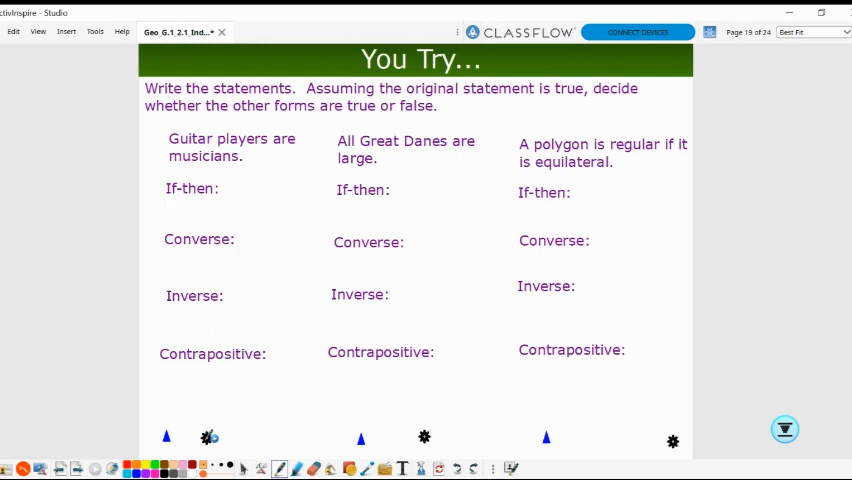 ctivInspire - Studio
Edit View Insert Tools Help
Geo_G.1_2.1_Ind...*
CLASSFLOW
CONNECT DEVICES
Page 19 of 24
Best Fit
You Try...
Write the statements. Assuming the original statement is true, decide
whether the other forms are true or false.
Guitar players are
musicians.
If-then:
Converse:
Inverse:
Contrapositive:
All Great Danes are
large.
If-then:
Converse:
Inverse:
Contrapositive:
A polygon is regular if it
is equilateral.
If-then:
Converse:
Inverse:
Contrapositive:
T